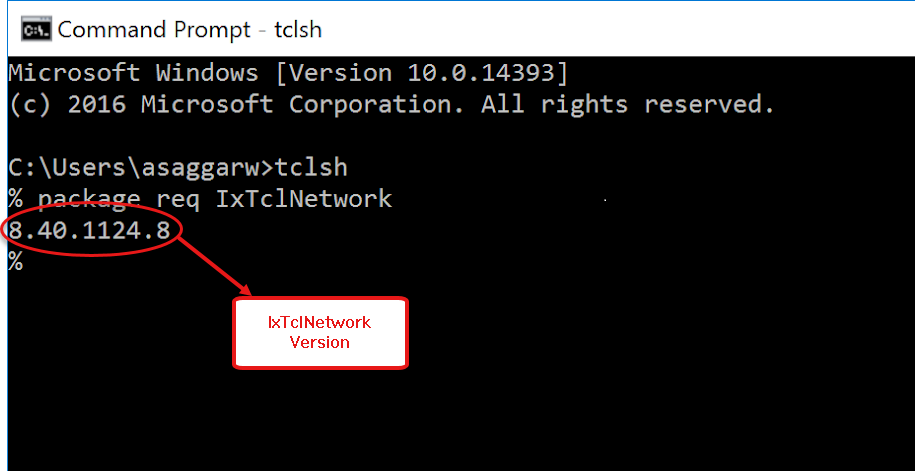 Command Prompt - tclsh
Microsoft Windows [Version 10.0.14393]
(c) 2016 Microsoft Corporation. All rights reserved.
C:\Users\asaggarw>tclsh
% package req IxTclNetwork
8.40.1124.8
%
IxTclNetwork
Version